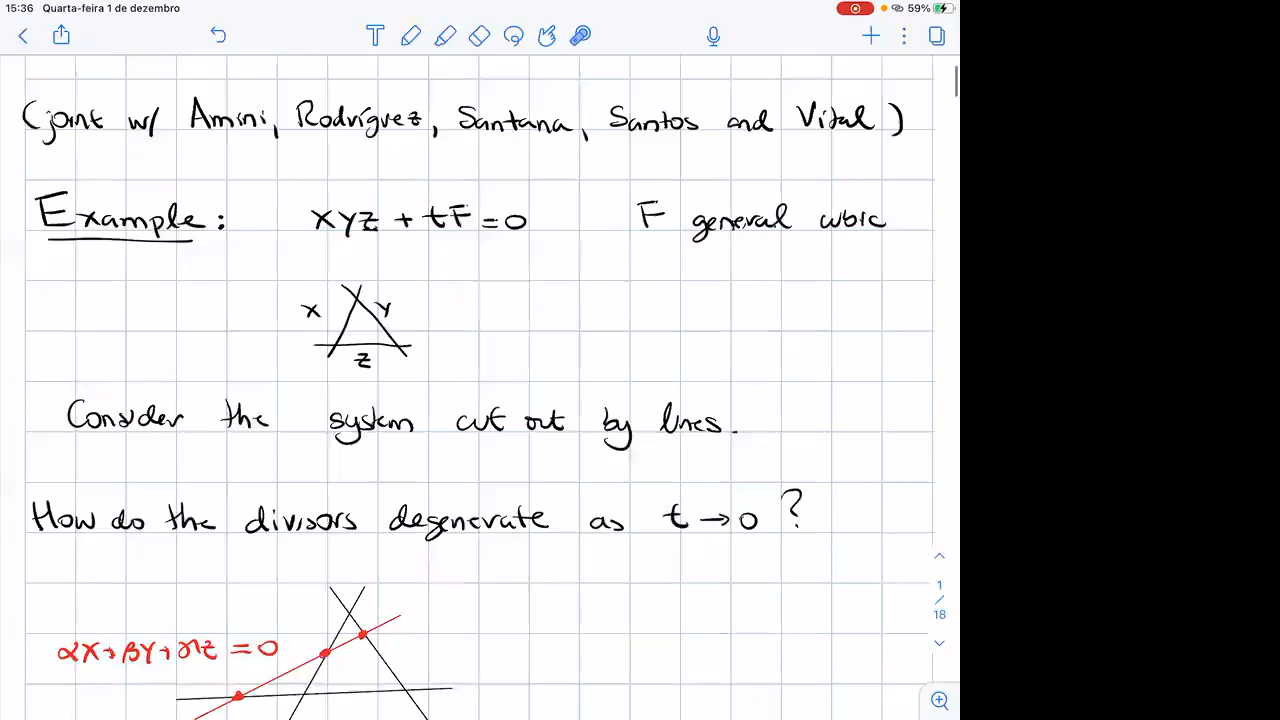 15:36 Quarta-feira 1 de dezembro 59%
(joint w/ Amini, Rodríguez, Santana, Santos and Vital)
Example: XYZ + tF = 0 F general cubic
X Y
Z
Consider the system cut out by lines.
How do the divisors degenerate as t → 0 ?
1
/
18
αX + βY + γZ = 0